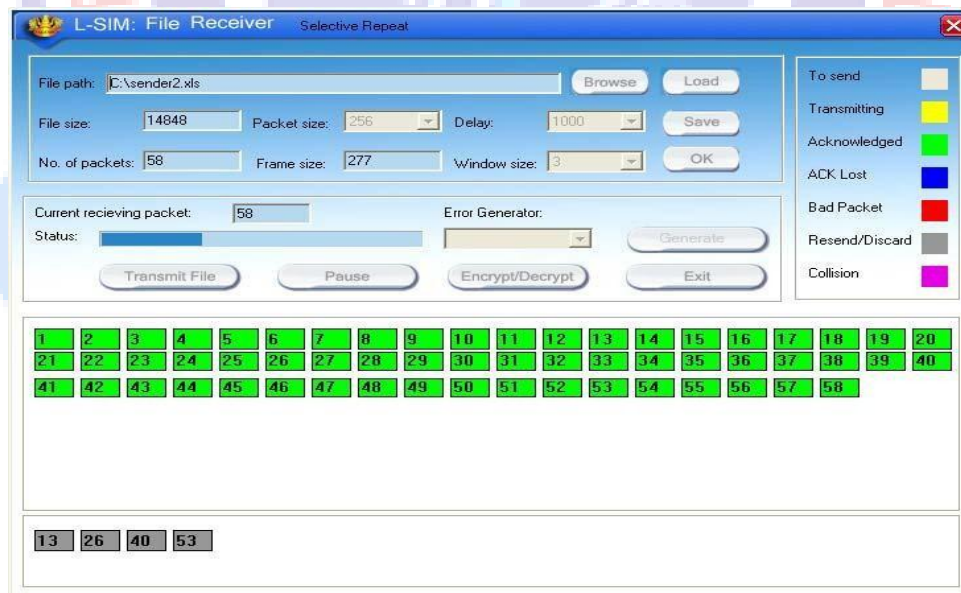 L-SIM: File Receiver Selective Repeat
File path: C:\sender2.xls Browse Load
File size: 14848 Packet size: 256 Delay: 1000 Save
No. of packets: 58 Frame size: 277 Window size: 3 OK
Current recieving packet: 58 Error Generator:
Status: Generate
Transmit File Pause Encrypt/Decrypt Exit
To send
Transmitting
Acknowledged
ACK Lost
Bad Packet
Resend/Discard
Collision
1 2 3 4 5 6 7 8 9 10 11 12 13 14 15 16 17 18 19 20
21 22 23 24 25 26 27 28 29 30 31 32 33 34 35 36 37 38 39 40
41 42 43 44 45 46 47 48 49 50 51 52 53 54 55 56 57 58
13 26 40 53